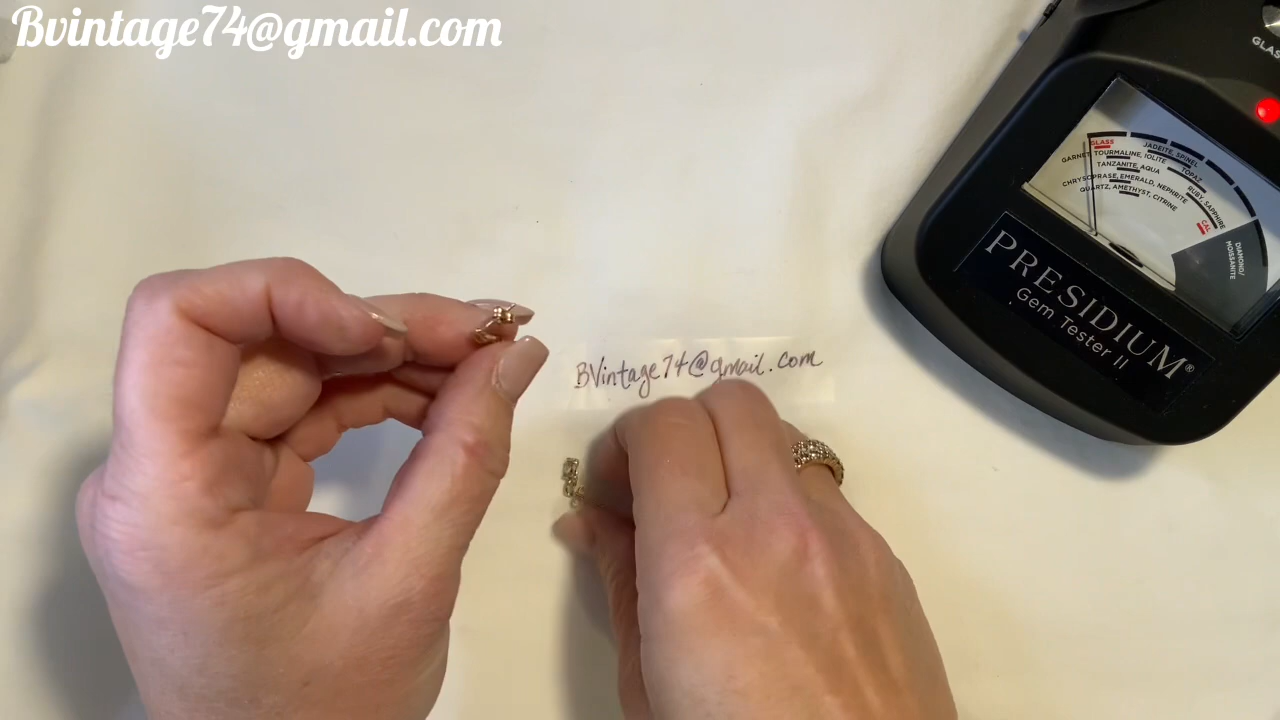 Bvintage74@gmail.com
GLASS
JADEITE, SPINEL
GARNET, TOURMALINE, IOLITE
TOPAZ
TANZANITE, AQUA
CHRYSOPRASE, EMERALD, NEPHRITE
RUBY, SAPPHIRE
QUARTZ, AMETHYST, CITRINE
CAL
DIAMOND/
MOISSANITE
PRESIDIUM®
Gem Tester II
BVintage74@gmail.com